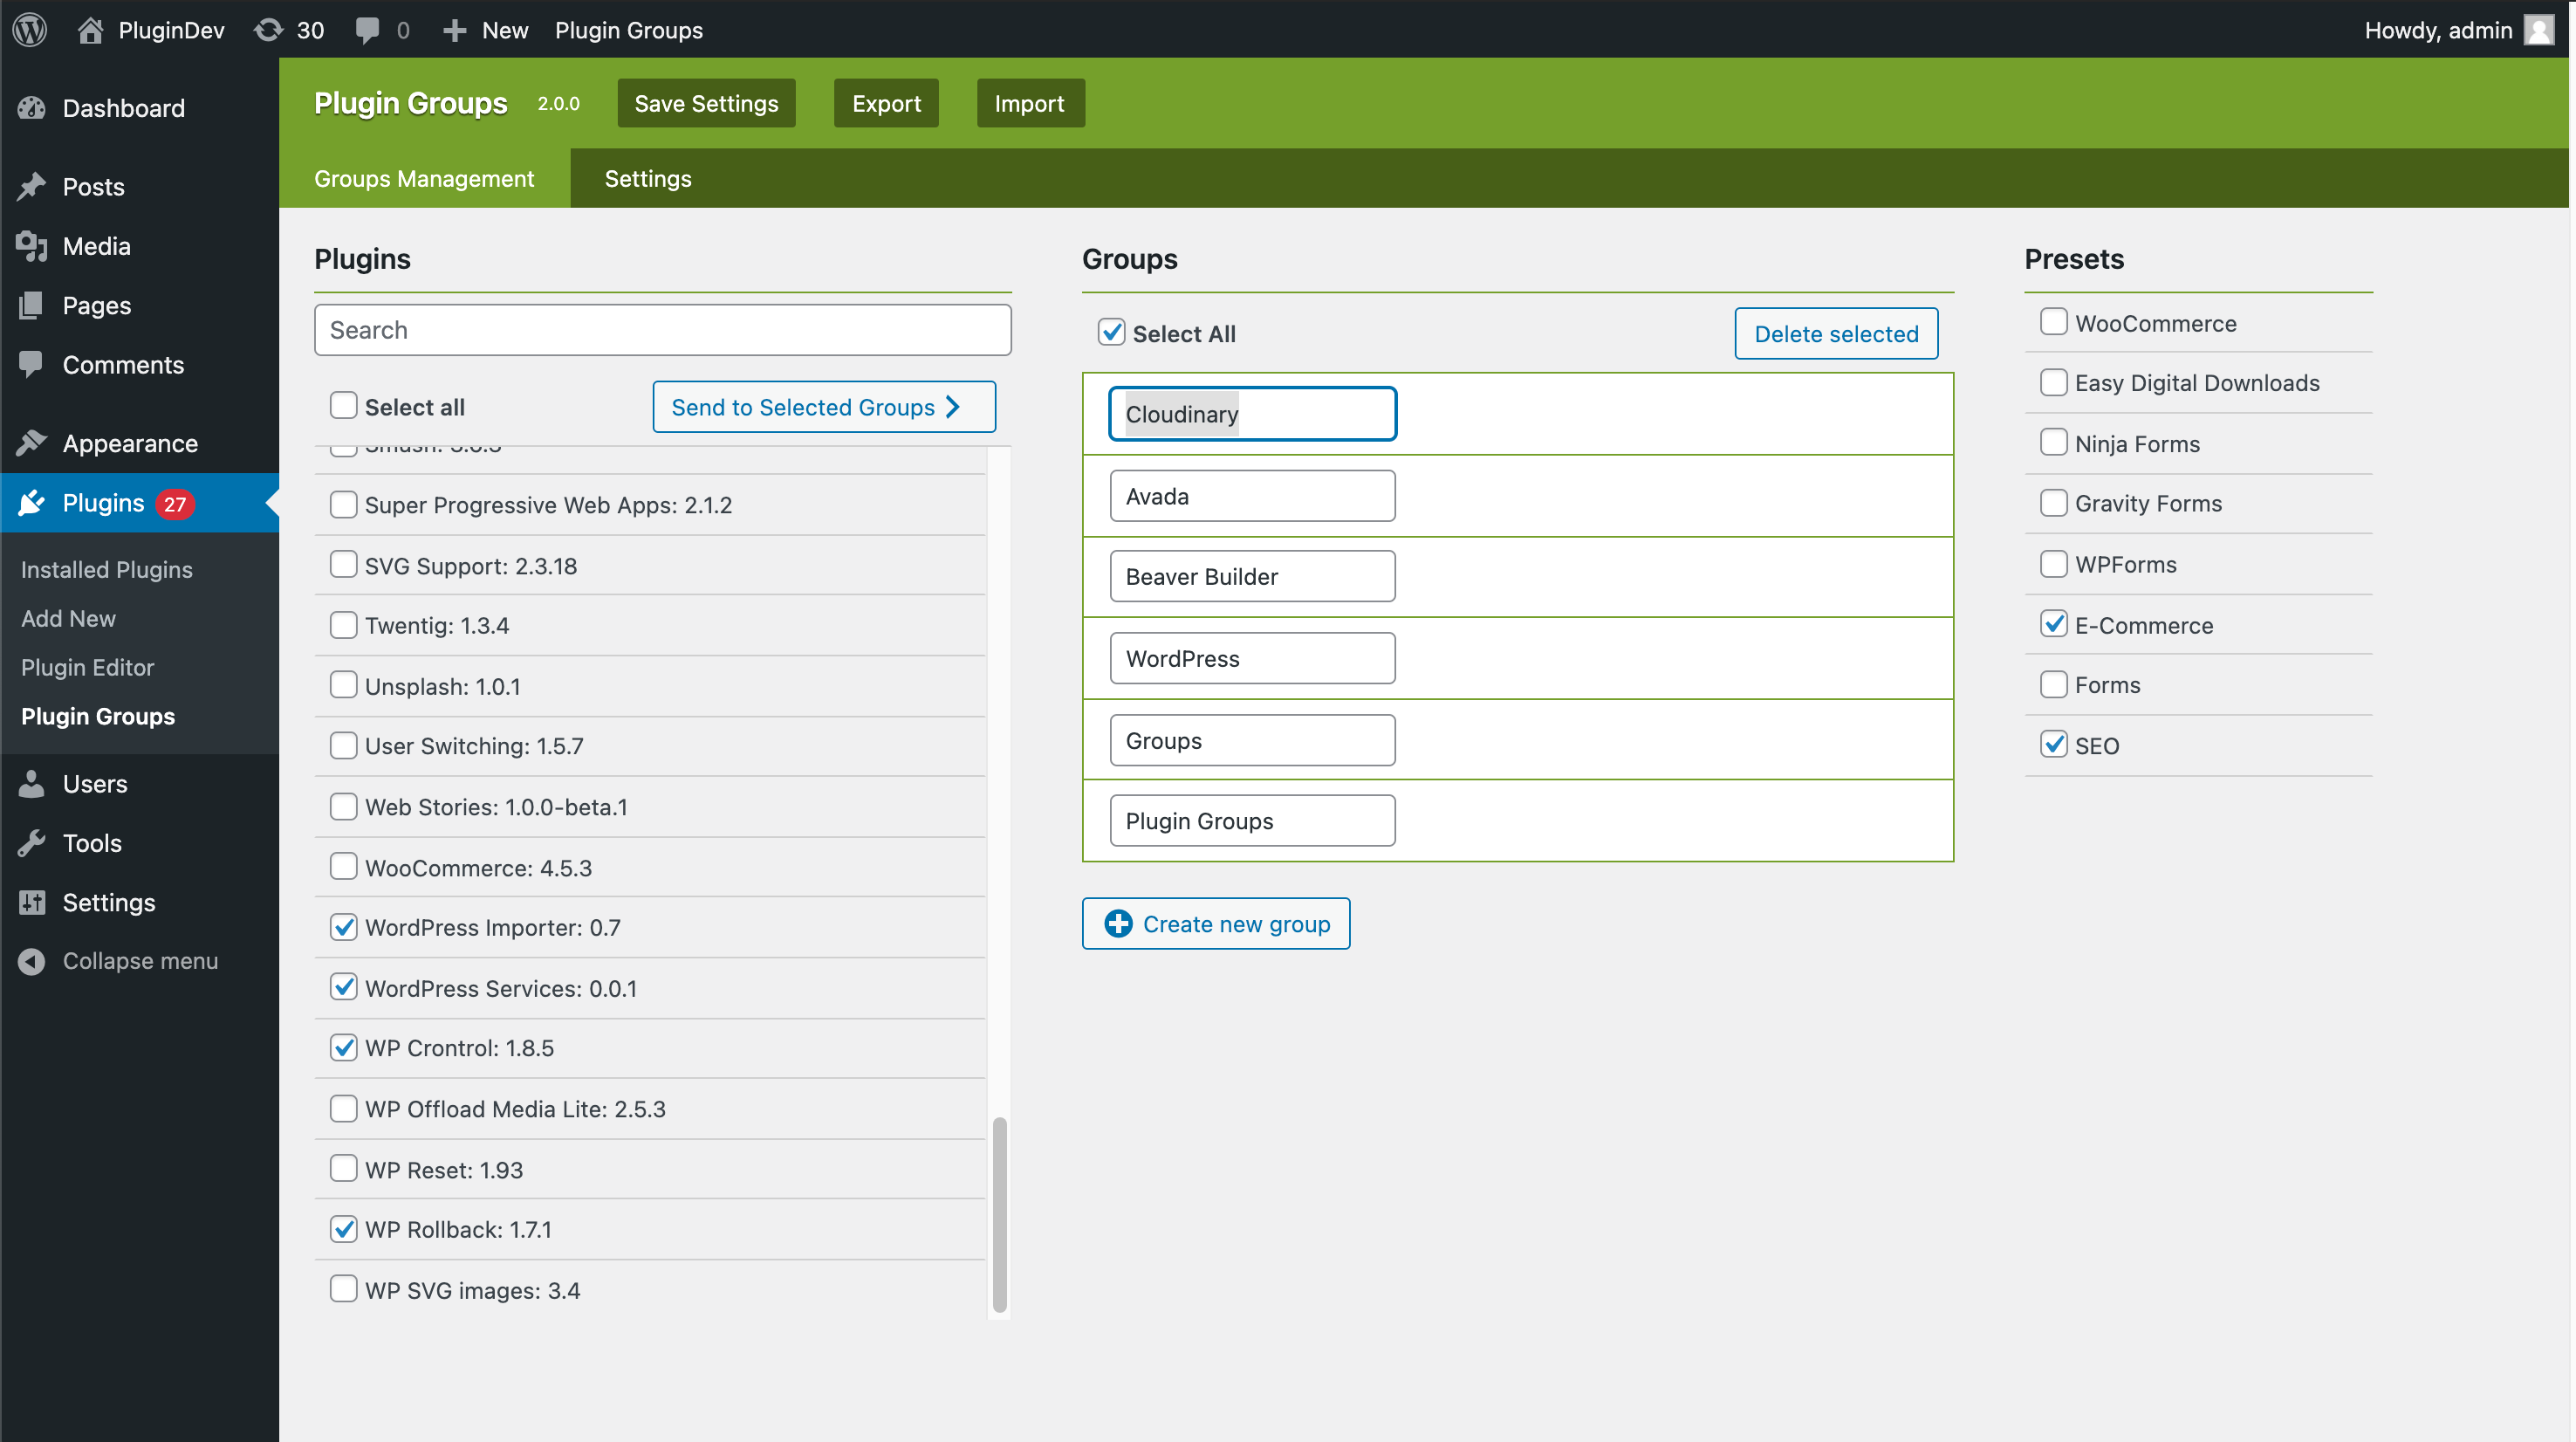 PluginDev 30 0 New Plugin Groups Howdy, admin
Dashboard
Posts
Media
Pages
Comments
Appearance
Plugins 27
Installed Plugins
Add New
Plugin Editor
Plugin Groups
Users
Tools
Settings
Collapse menu
Plugin Groups 2.0.0 Save Settings Export Import
Groups Management Settings
Plugins
Search
Select all Send to Selected Groups
Super Progressive Web Apps: 2.1.2
SVG Support: 2.3.18
Twentig: 1.3.4
Unsplash: 1.0.1
User Switching: 1.5.7
Web Stories: 1.0.0-beta.1
WooCommerce: 4.5.3
WordPress Importer: 0.7
WordPress Services: 0.0.1
WP Crontrol: 1.8.5
WP Offload Media Lite: 2.5.3
WP Reset: 1.93
WP Rollback: 1.7.1
WP SVG images: 3.4
Groups
Select All Delete selected
Cloudinary
Avada
Beaver Builder
WordPress
Groups
Plugin Groups
Create new group
Presets
WooCommerce
Easy Digital Downloads
Ninja Forms
Gravity Forms
WPForms
E-Commerce
Forms
SEO